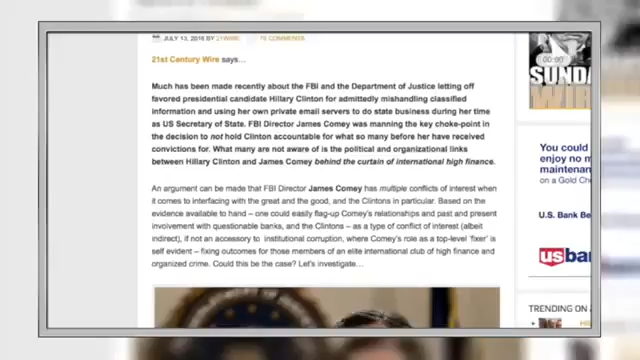 JULY 13, 2016 BY 21WIRE
COMMENTS
21st Century Wire says…
Much has been made recently about the FBI and the Department of Justice letting off
favored presidential candidate Hillary Clinton for admittedly mishandling classified
information and using her own private email servers to do state business during her time
as US Secretary of State. FBI Director James Comey was manning the key choke-point in
the decision to not hold Clinton accountable for what so many before her have received
convictions for. What many are not aware of is the political and organizational links
between Hillary Clinton and James Comey behind the curtain of international high finance.
An argument can be made that FBI Director James Comey has multiple conflicts of interest when
it comes to interfacing with the great and the good, and the Clintons in particular. Based on the
evidence available to hand – one could easily flag-up Comey's relationships and past and present
involvement with questionable banks, and the Clintons – as a type of conflict of interest (albeit
indirect), if not an accessory to institutional corruption, where Comey's role as a top-level 'fixer' is
self evident – fixing outcomes for those members of an elite international club of high finance and
organized crime. Could this be the case? Let's investigate…
00:00
SUND
WIR
You could
enjoy no m
maintenan
on a Gold Che
U.S. Bank Be
usban
TRENDING ON